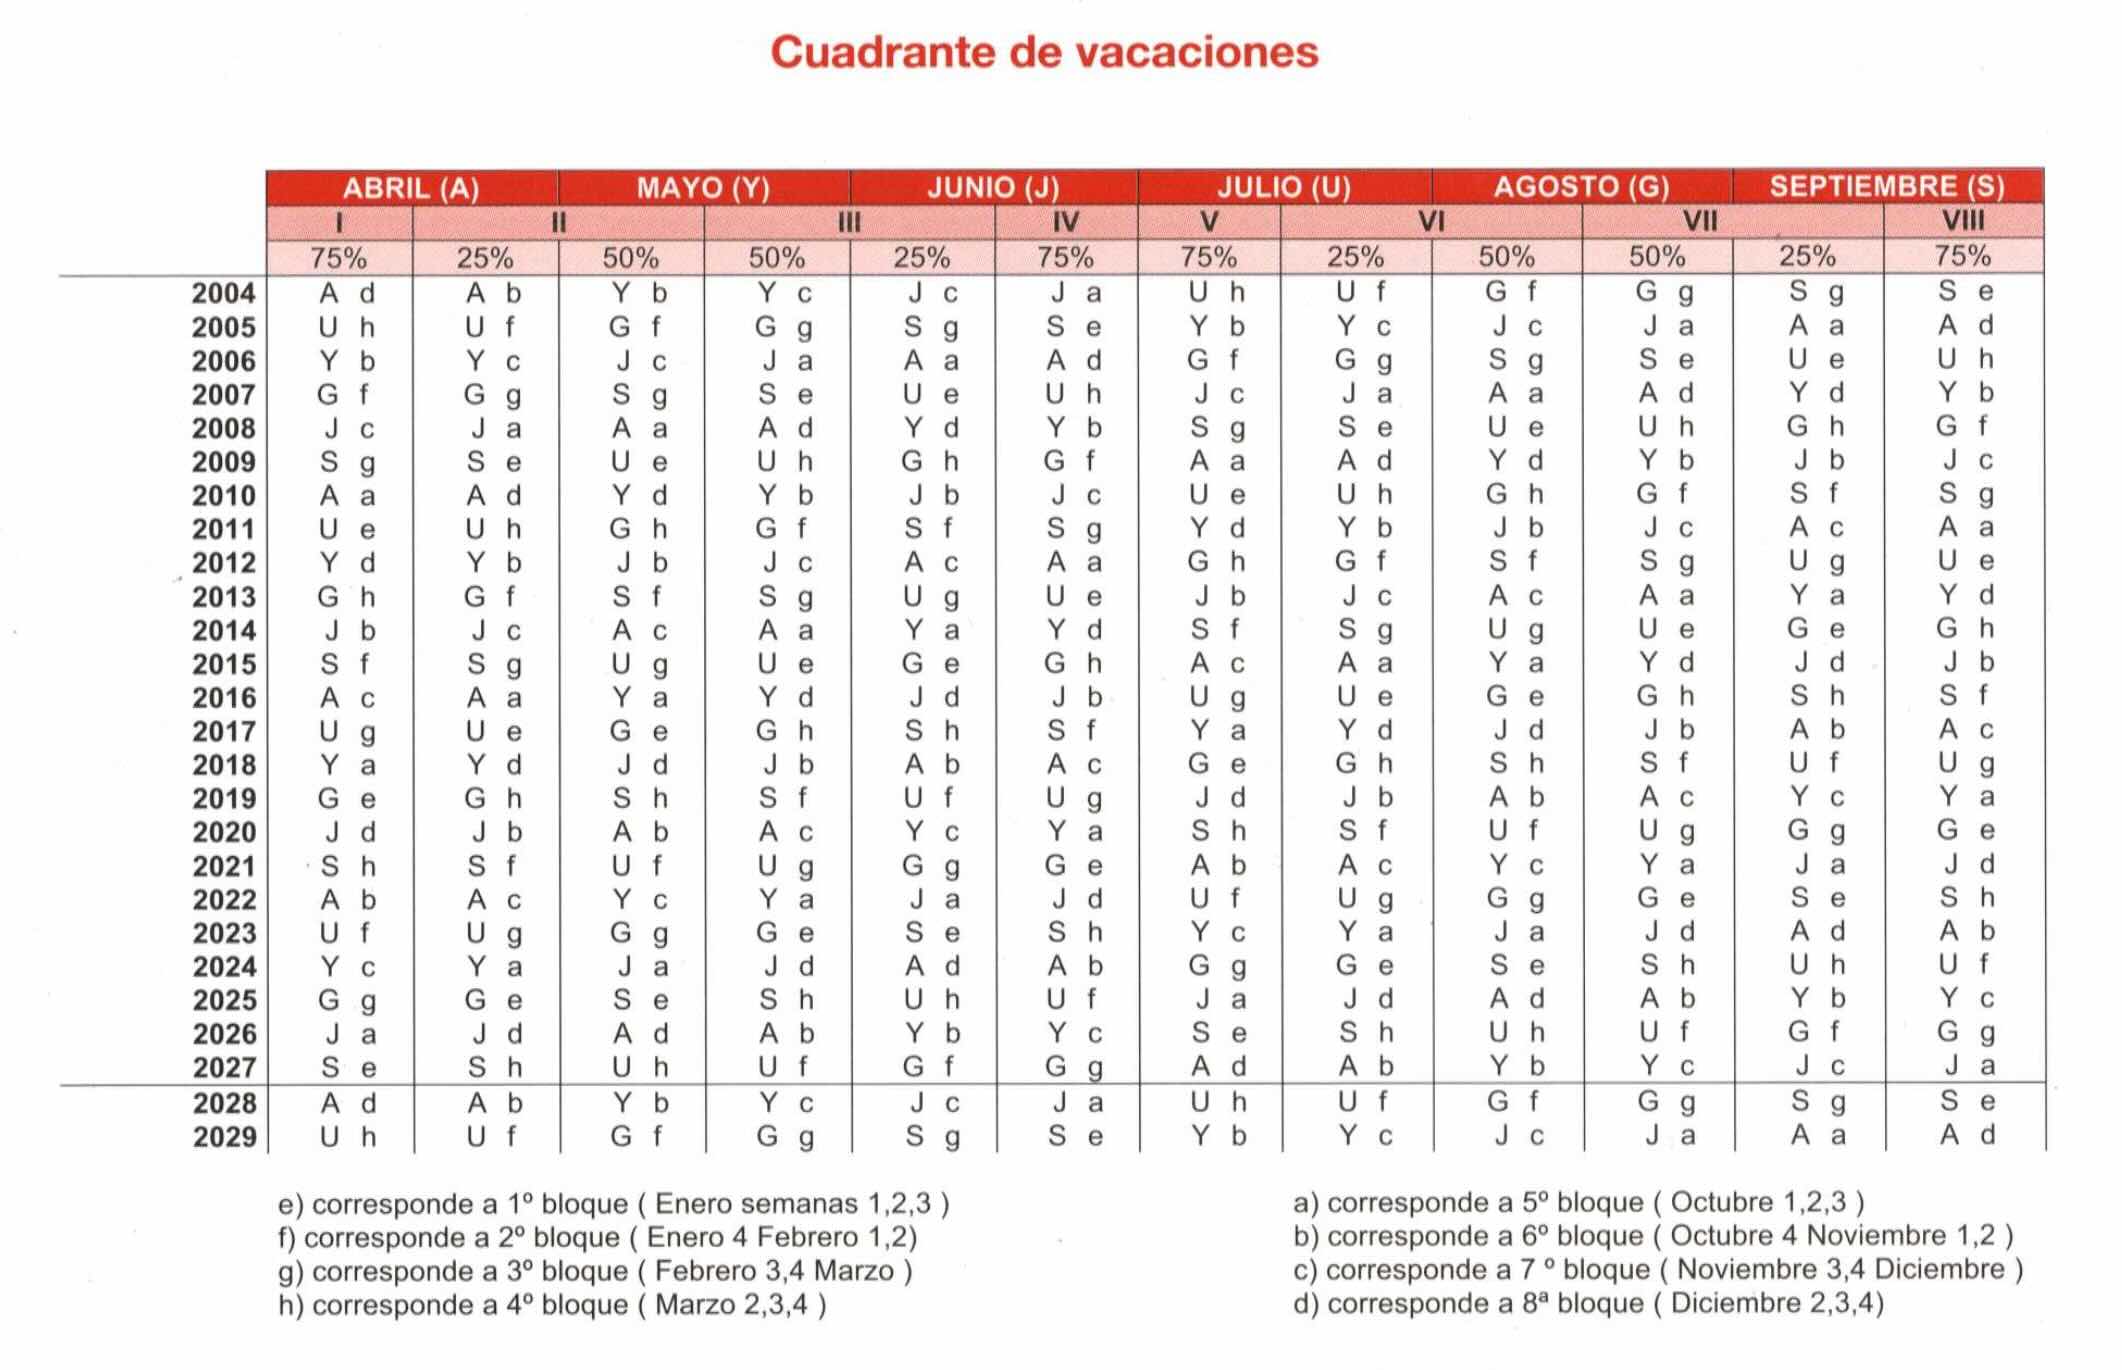 Cuadrante de vacaciones
ABRIL (A) MAYO (Y) JUNIO (J) JULIO (U) AGOSTO (G) SEPTIEMBRE (S)
I II III IV V VI VII VIII
75% 25% 50% 50% 25% 75% 75% 25% 50% 50% 25% 75%
2004 A d A b Y b Y c J c J a U h U f G f G g S g S e
2005 U h U f G f G g S g S e Y b Y c J c J a A a A d
2006 Y b Y c J c J a A a A d G f G g S g S e U e U h
2007 G f G g S g S e U e U h J c J a A a A d Y d Y b
2008 J c J a A a A d Y d Y b S g S e U e U h G h G f
2009 S g S e U e U h G h G f A a A d Y d Y b J b J c
2010 A a A d Y d Y b J b J c U e U h G h G f S f S g
2011 U e U h G h G f S f S g Y d Y b J b J c A c A a
2012 Y d Y b J b J c A c A a G h G f S f S g U g U e
2013 G h G f S f S g U g U e J b J c A c A a Y a Y d
2014 J b J c A c A a Y a Y d S f S g U g U e G e G h
2015 S f S g U g U e G e G h A c A a Y a Y d J d J b
2016 A c A a Y a Y d J d J b U g U e G e G h S h S f
2017 U g U e G e G h S h S f Y a Y d J d J b A b A c
2018 Y a Y d J d J b A b A c G e G h S h S f U f U g
2019 G e G h S h S f U f U g J d J b A b A c Y c Y a
2020 J d J b A b A c Y c Y a S h S f U f U g G g G e
2021 S h S f U f U g G g G e A b A c Y c Y a J a J d
2022 A b A c Y c Y a J a J d U f U g G g G e S e S h
2023 U f U g G g G e S e S h Y c Y a J a J d A d A b
2024 Y c Y a J a J d A d A b G g G e S e S h U h U f
2025 G g G e S e S h U h U f J a J d A d A b Y b Y c
2026 J a J d A d A b Y b Y c S e S h U h U f G f G g
2027 S e S h U h U f G f G g A d A b Y b Y c J c J a
2028 A d A b Y b Y c J c J a U h U f G f G g S g S e
2029 U h U f G f G g S g S e Y b Y c J c J a A a A d
e) corresponde a 1º bloque ( Enero semanas 1,2,3 )
f) corresponde a 2º bloque ( Enero 4 Febrero 1,2)
g) corresponde a 3º bloque ( Febrero 3,4 Marzo )
h) corresponde a 4º bloque ( Marzo 2,3,4 )
a) corresponde a 5º bloque ( Octubre 1,2,3 )
b) corresponde a 6º bloque ( Octubre 4 Noviembre 1,2 )
c) corresponde a 7 º bloque ( Noviembre 3,4 Diciembre )
d) corresponde a 8ª bloque ( Diciembre 2,3,4)